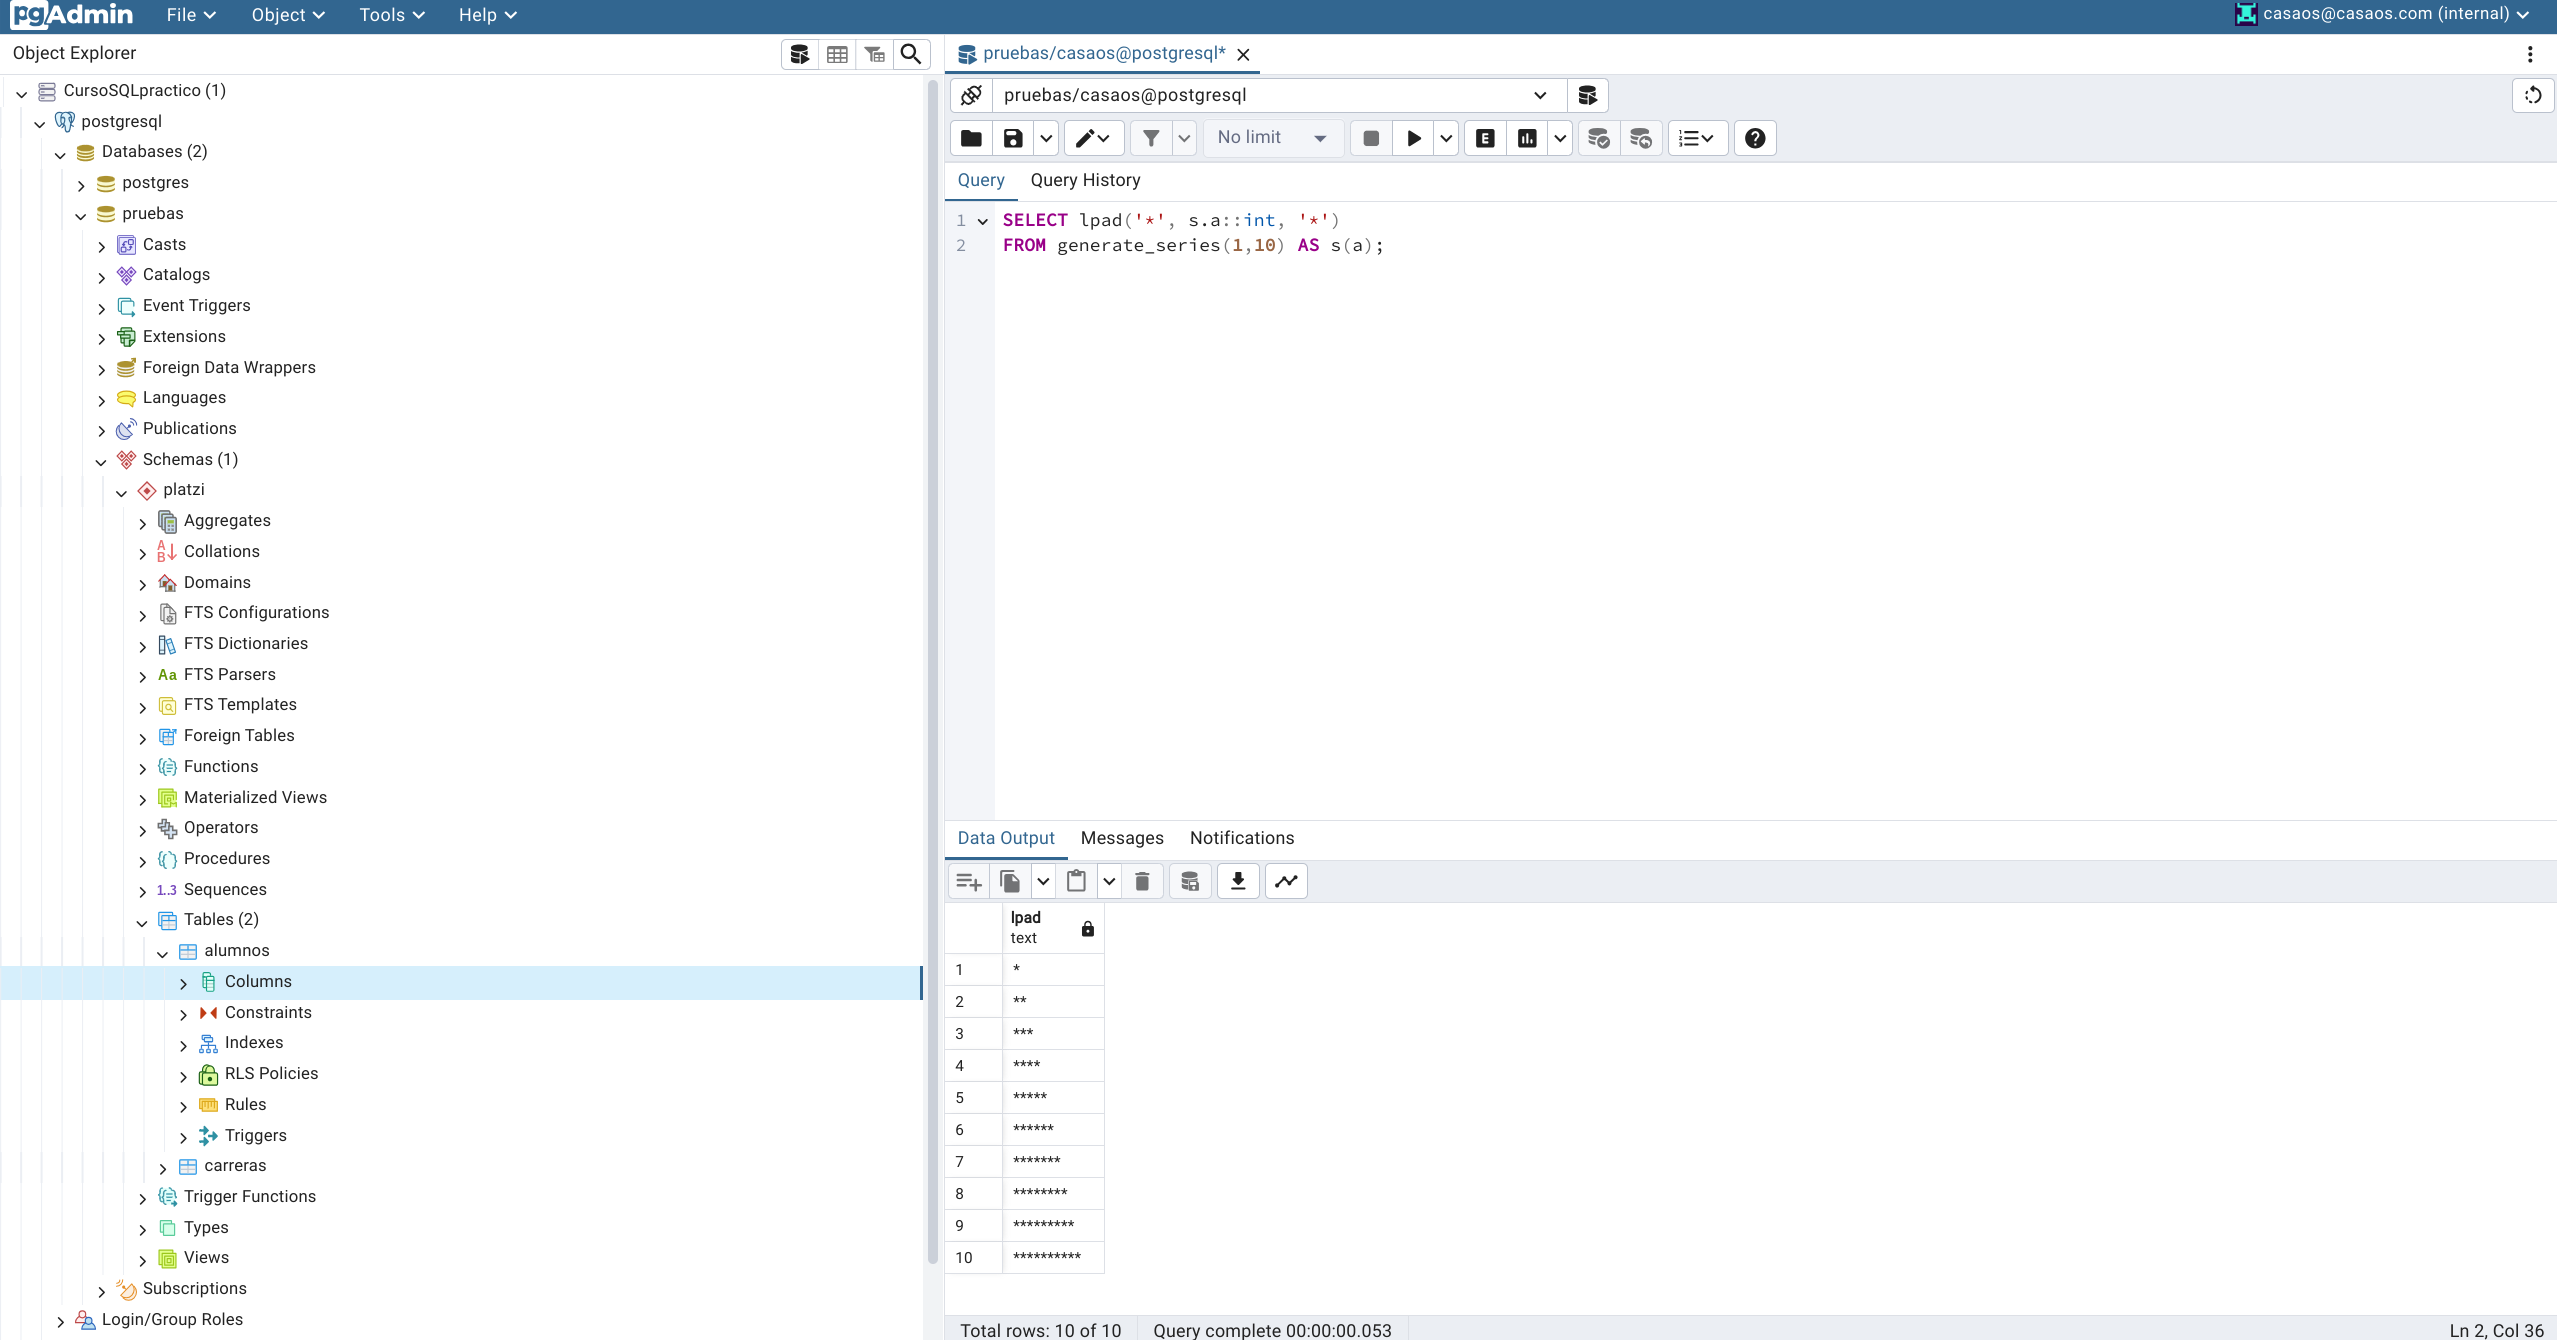 pgAdmin File Object Tools Help casaos@casaos.com (internal)
Object Explorer
CursoSQLpractico (1)
postgresql
Databases (2)
postgres
pruebas
Casts
Catalogs
Event Triggers
Extensions
Foreign Data Wrappers
Languages
Publications
Schemas (1)
platzi
Aggregates
Collations
Domains
FTS Configurations
FTS Dictionaries
Aa FTS Parsers
FTS Templates
Foreign Tables
Functions
Materialized Views
Operators
Procedures
1..3 Sequences
Tables (2)
alumnos
Columns
Constraints
Indexes
RLS Policies
Rules
Triggers
carreras
Trigger Functions
Types
Views
Subscriptions
Login/Group Roles
pruebas/casaos@postgresql*
pruebas/casaos@postgresql
No limit
Query Query History
1 SELECT lpad('*', s.a::int, '*')
2 FROM generate_series(1,10) AS s(a);
Data Output Messages Notifications
lpad
text
1 *
2 **
3 ***
4 ****
5 *****
6 ******
7 *******
8 ********
9 *********
10 **********
Total rows: 10 of 10 Query complete 00:00:00.053 Ln 2, Col 36